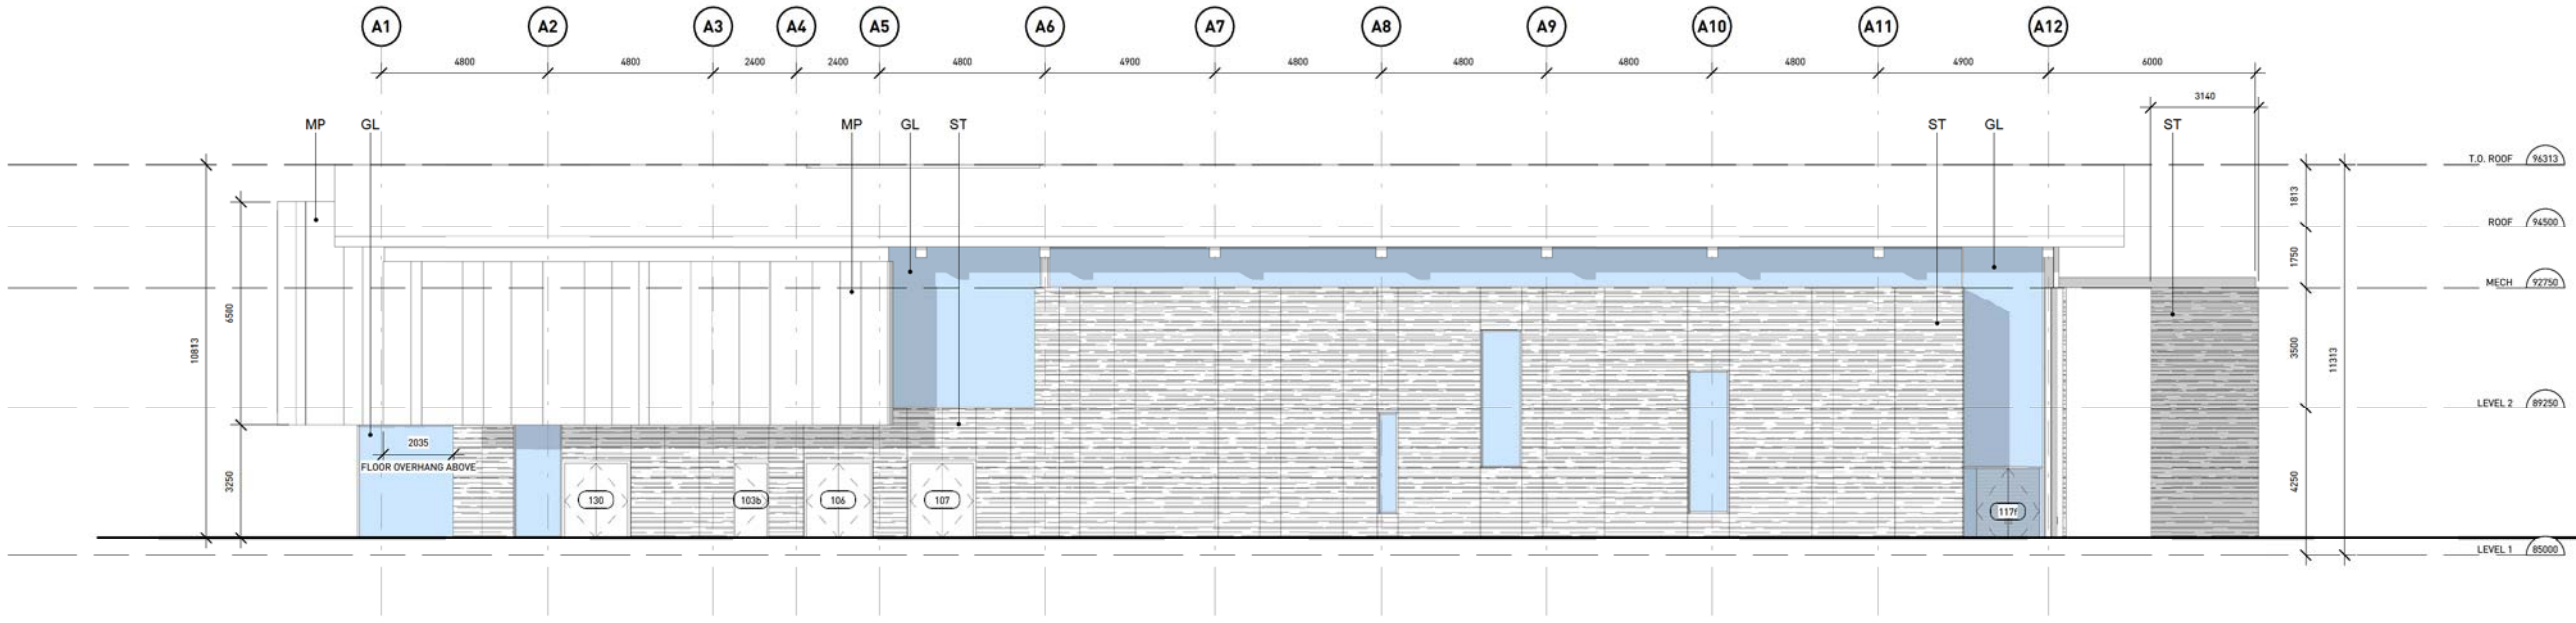 A1 A2 A3 A4 A5 A6 A7 A8 A9 A10 A11 A12
4800 4800 2400 2400 4800 4900 4800 4800 4800 4800 4900 6000
3140
MP GL MP GL ST ST GL ST
T.O. ROOF 96313
1813
ROOF 94500
1750
MECH 92750
6500
10813
3500
11313
LEVEL 2 89250
2035
FLOOR OVERHANG ABOVE
3250
4250
130 103b 106 107 117f
LEVEL 1 85000